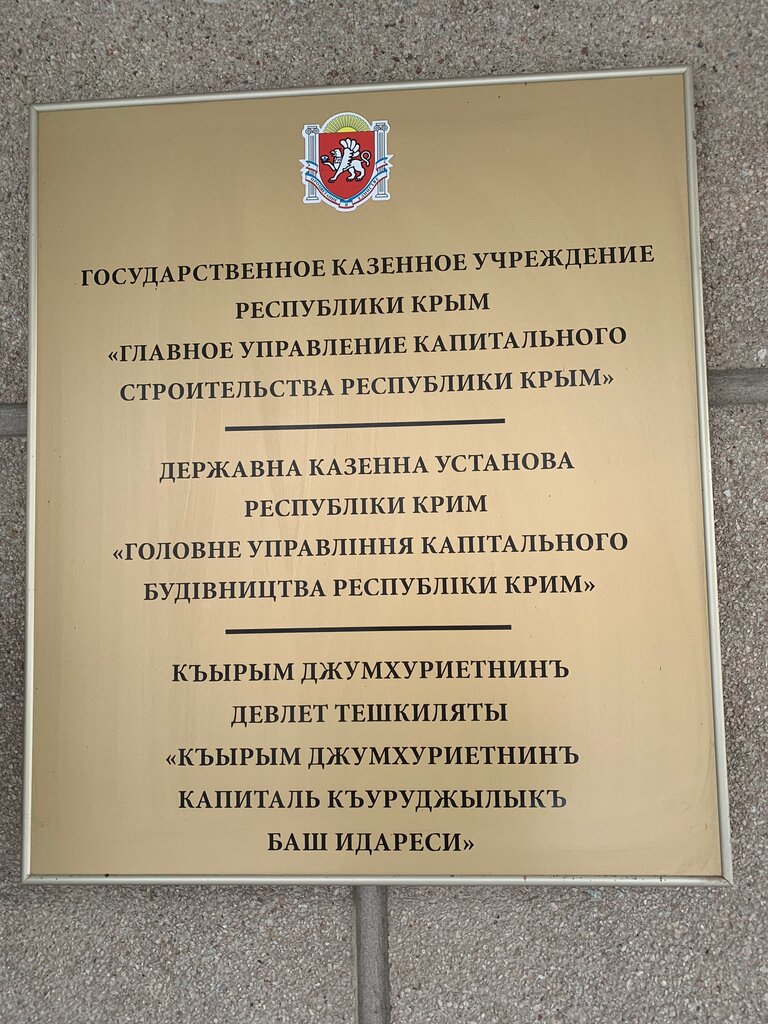 ГОСУДАРСТВЕННОЕ КАЗЕННОЕ УЧРЕЖДЕНИЕ
РЕСПУБЛИКИ КРЫМ
«ГЛАВНОЕ УПРАВЛЕНИЕ КАПИТАЛЬНОГО
СТРОИТЕЛЬСТВА РЕСПУБЛИКИ КРЫМ»
ДЕРЖАВНА КАЗЕННА УСТАНОВА
РЕСПУБЛІКИ КРИМ
«ГОЛОВНЕ УПРАВЛІННЯ КАПІТАЛЬНОГО
БУДІВНИЦТВА РЕСПУБЛІКИ КРИМ»
КЪЫРЫМ ДЖУМХУРИЕТНИНЪ
ДЕВЛЕТ ТЕШКИЛЯТЫ
«КЪЫРЫМ ДЖУМХУРИЕТНИНЪ
КАПИТАЛЬ КЪУРУДЖЫЛЫКЪ
БАШ ИДАРЕСИ»